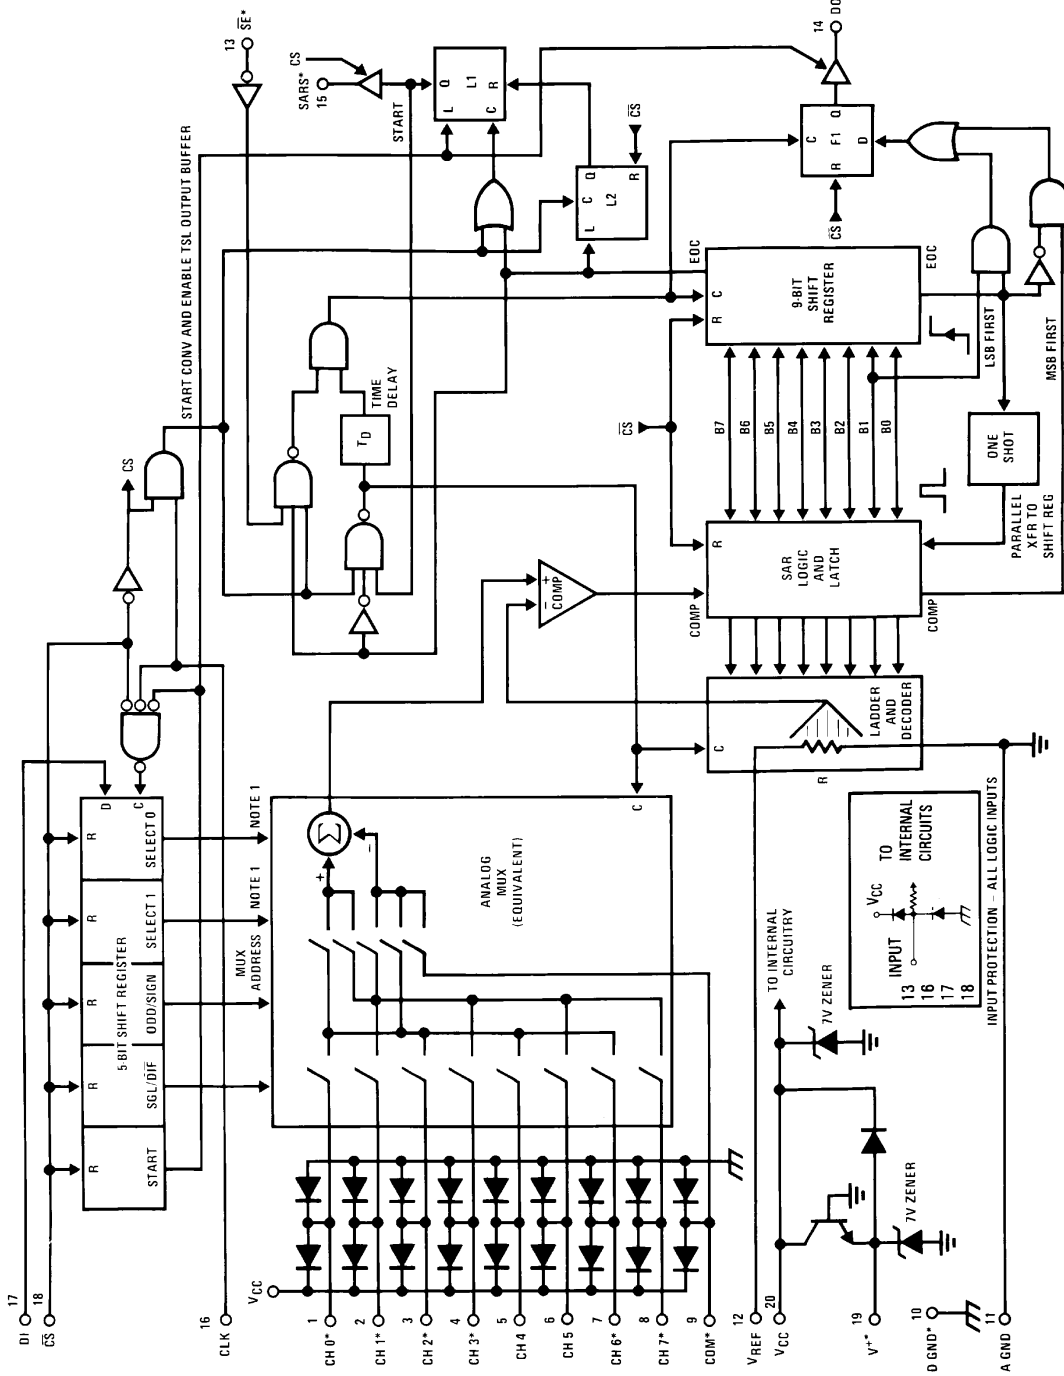 DI
17
C̅S̅
18
CLK
16
VCC
CH 0*
1
CH 1*
2
CH 2*
3
CH 3*
4
CH 4
5
CH 5
6
CH 6*
7
CH 7*
8
COM*
9
VREF
12
VCC
20
V+*
19
D GND*
10
A GND
11
5-BIT SHIFT REGISTER
R
START
R
SGL/D̅I̅F̅
R
ODD/SIGN
R
SELECT 1
R
SELECT 0
D
C
MUX
ADDRESS
NOTE 1
NOTE 1
ANALOG
MUX
(EQUIVALENT)
+
−
Σ
C
CS
START CONV AND ENABLE TSL OUTPUT BUFFER
13
S̅E̅*
TIME
DELAY
TD
SARS*
15
CS
START
L
Q
L1
C
R
L
C
Q
L2
R
C̅S̅
−
+
COMP
LADDER
AND
DECODER
C
R
COMP
R
SAR
LOGIC
AND
LATCH
COMP
C̅S̅
B7
B6
B5
B4
B3
B2
B1
B0
EOC
R
C
9-BIT
SHIFT
REGISTER
EOC
C̅S̅
C
R
F1
Q
D
14
DO
LSB FIRST
MSB FIRST
ONE
SHOT
PARALLEL
XFR TO
SHIFT REG
TO INTERNAL
CIRCUITRY
7V ZENER
7V ZENER
VCC
INPUT
TO
INTERNAL
CIRCUITS
13
16
17
18
INPUT PROTECTION – ALL LOGIC INPUTS